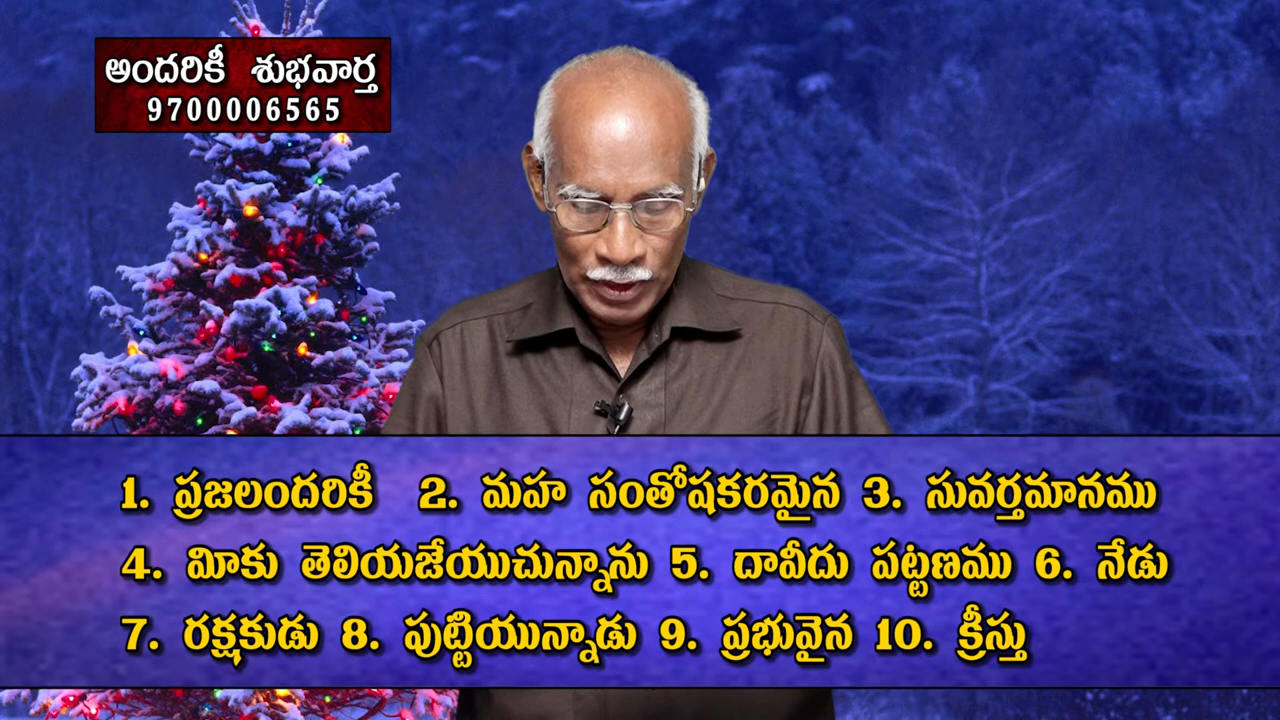 అందరికీ శుభవార్త
9700006565
1. ప్రజలందరికీ 2. మహ సంతోషకరమైన 3. సువర్తమానము
4. మీకు తెలియజేయుచున్నాను 5. దావీదు పట్టణము 6. నేడు
7. రక్షకుడు 8. పుట్టియున్నాడు 9. ప్రభువైన 10. క్రీస్తు